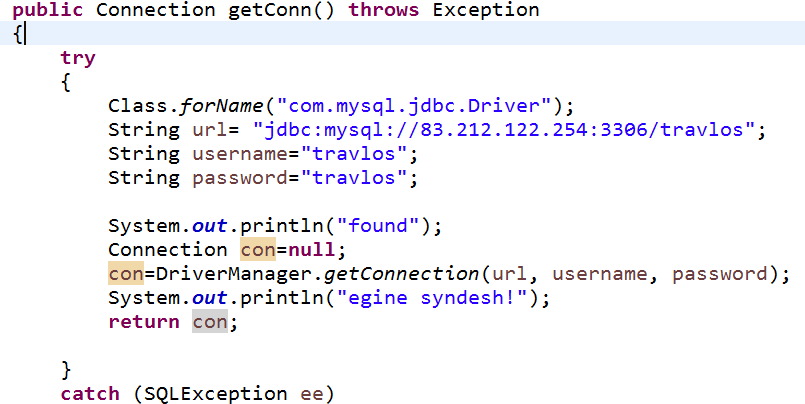 public Connection getConn() throws Exception
{
try
{
Class.forName("com.mysql.jdbc.Driver");
String url= "jdbc:mysql://83.212.122.254:3306/travlos";
String username="travlos";
String password="travlos";
System.out.println("found");
Connection con=null;
con=DriverManager.getConnection(url, username, password);
System.out.println("egine syndesh!");
return con;
}
catch (SQLException ee)